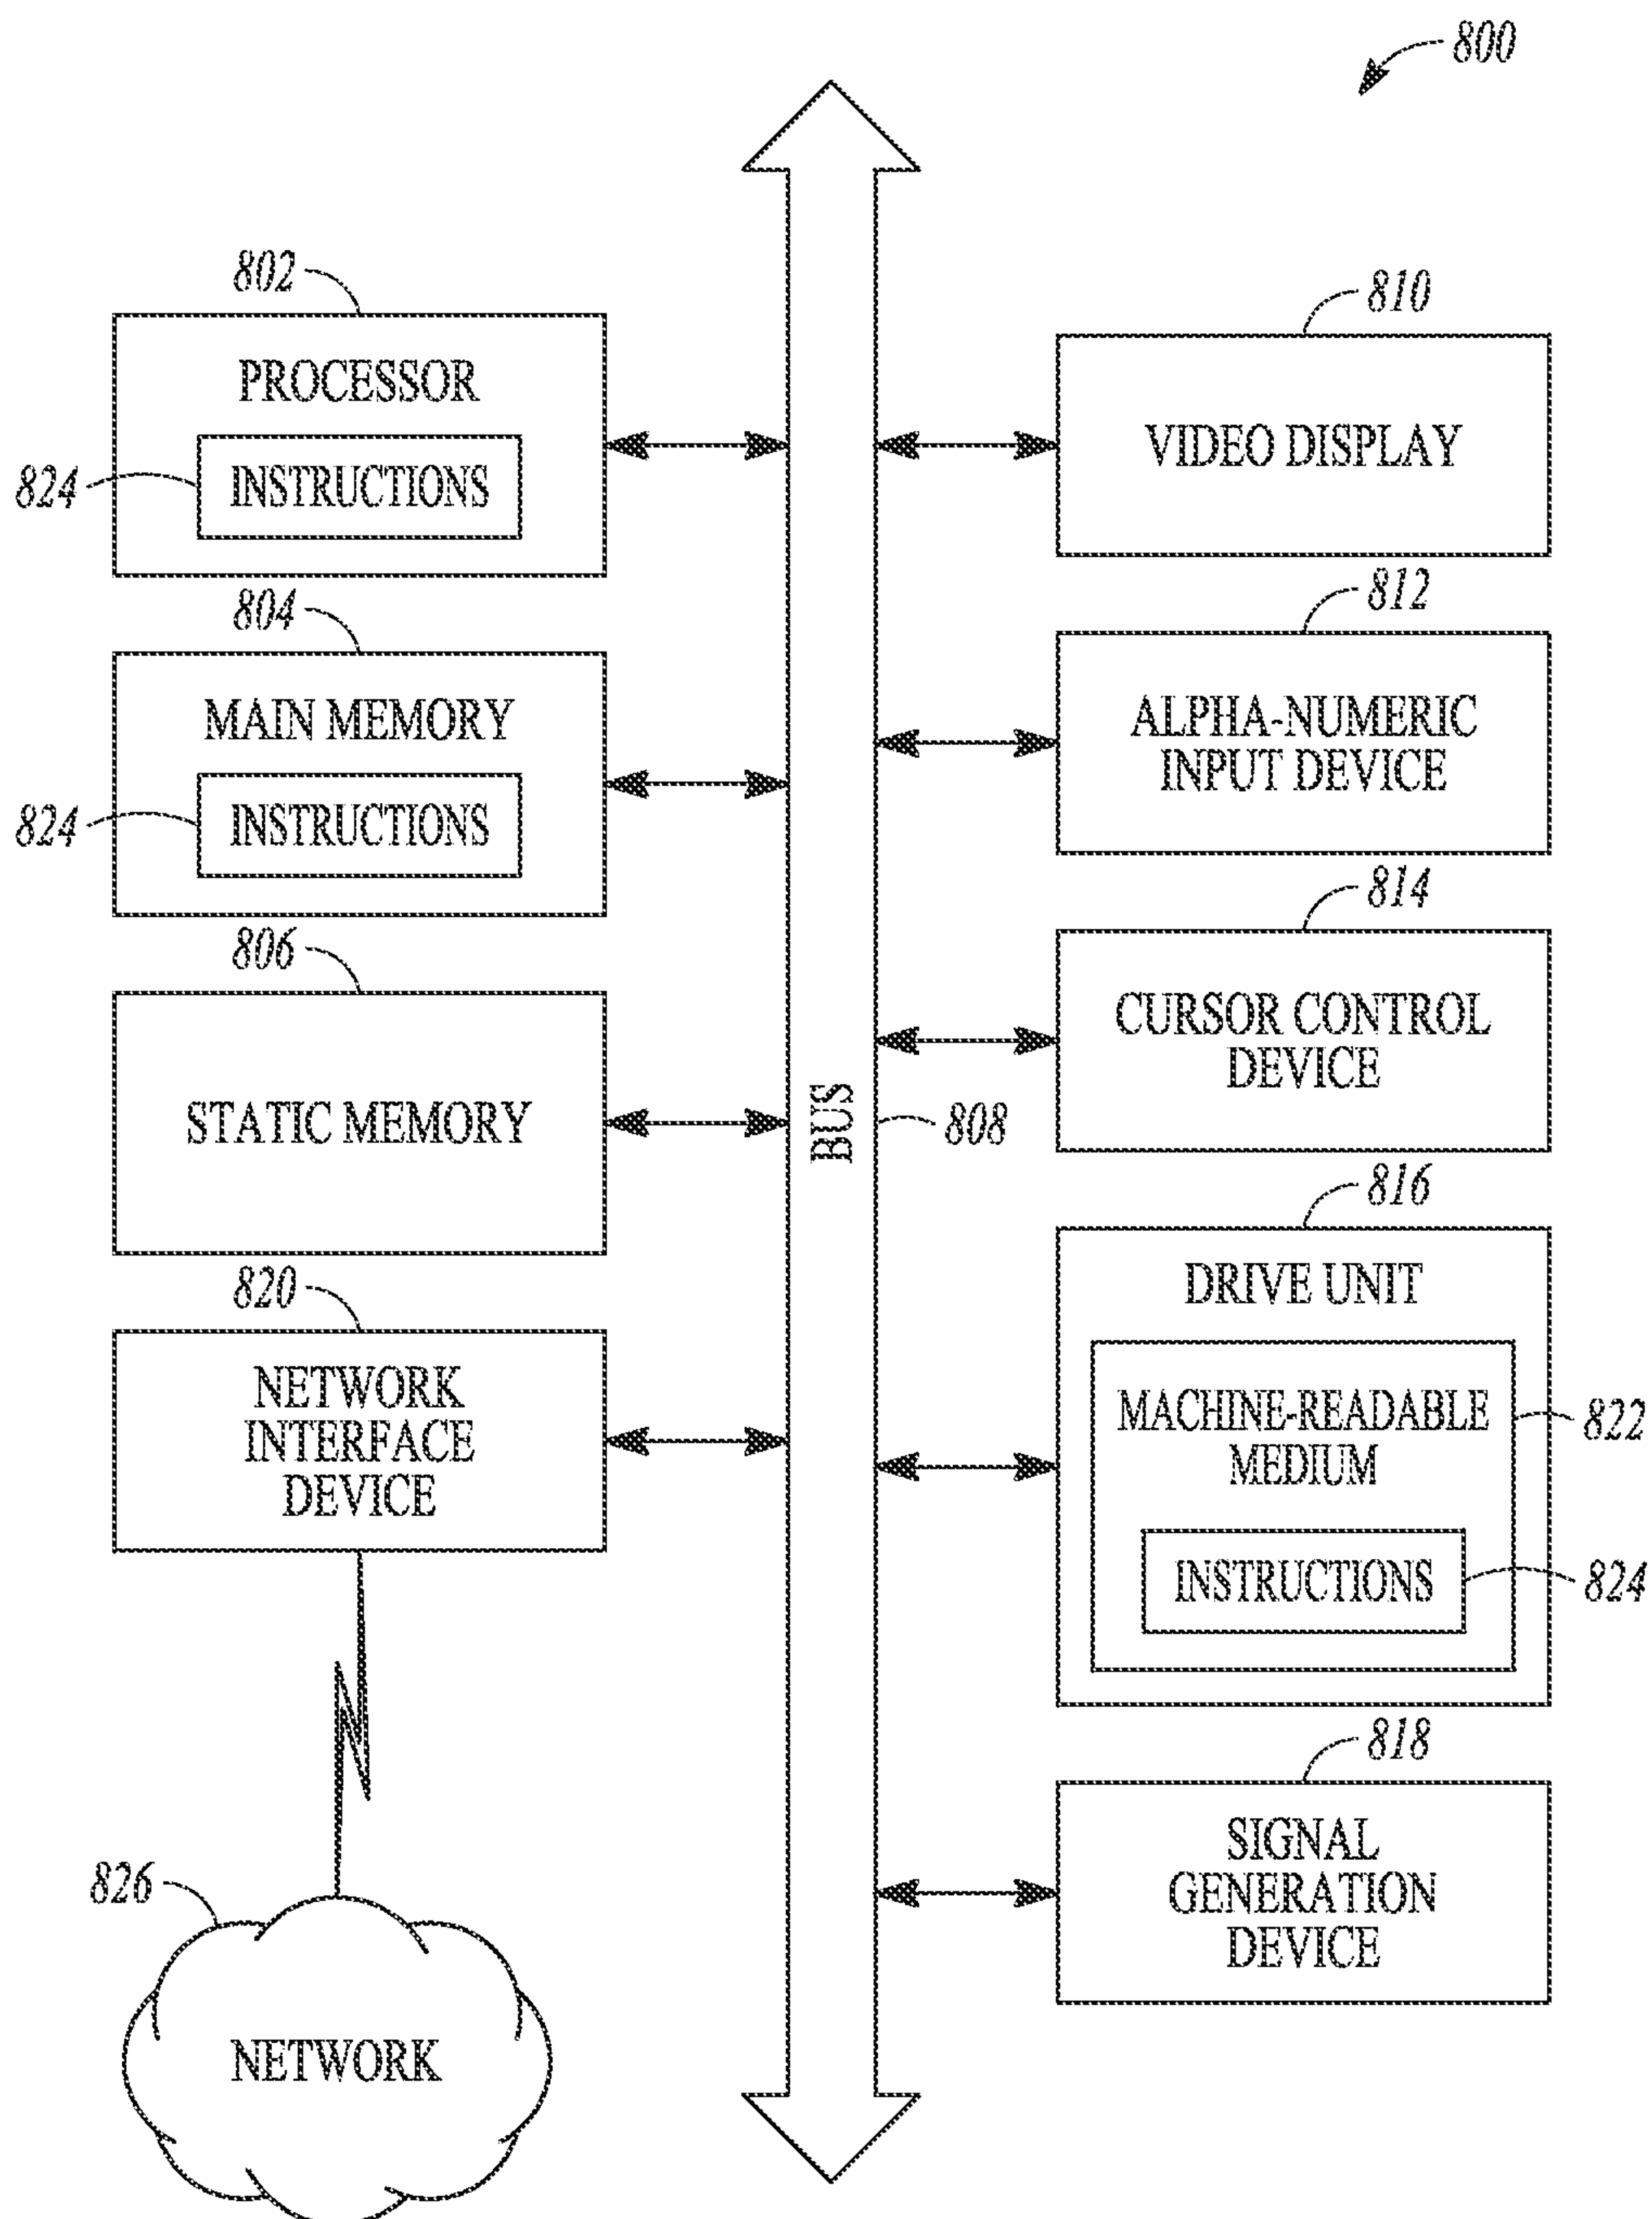 800
802
PROCESSOR
824
INSTRUCTIONS
804
MAIN MEMORY
824
INSTRUCTIONS
806
STATIC MEMORY
820
NETWORK
INTERFACE
DEVICE
826
NETWORK
BUS
808
810
VIDEO DISPLAY
812
ALPHA-NUMERIC
INPUT DEVICE
814
CURSOR CONTROL
DEVICE
816
DRIVE UNIT
MACHINE-READABLE
MEDIUM
822
INSTRUCTIONS
824
818
SIGNAL
GENERATION
DEVICE